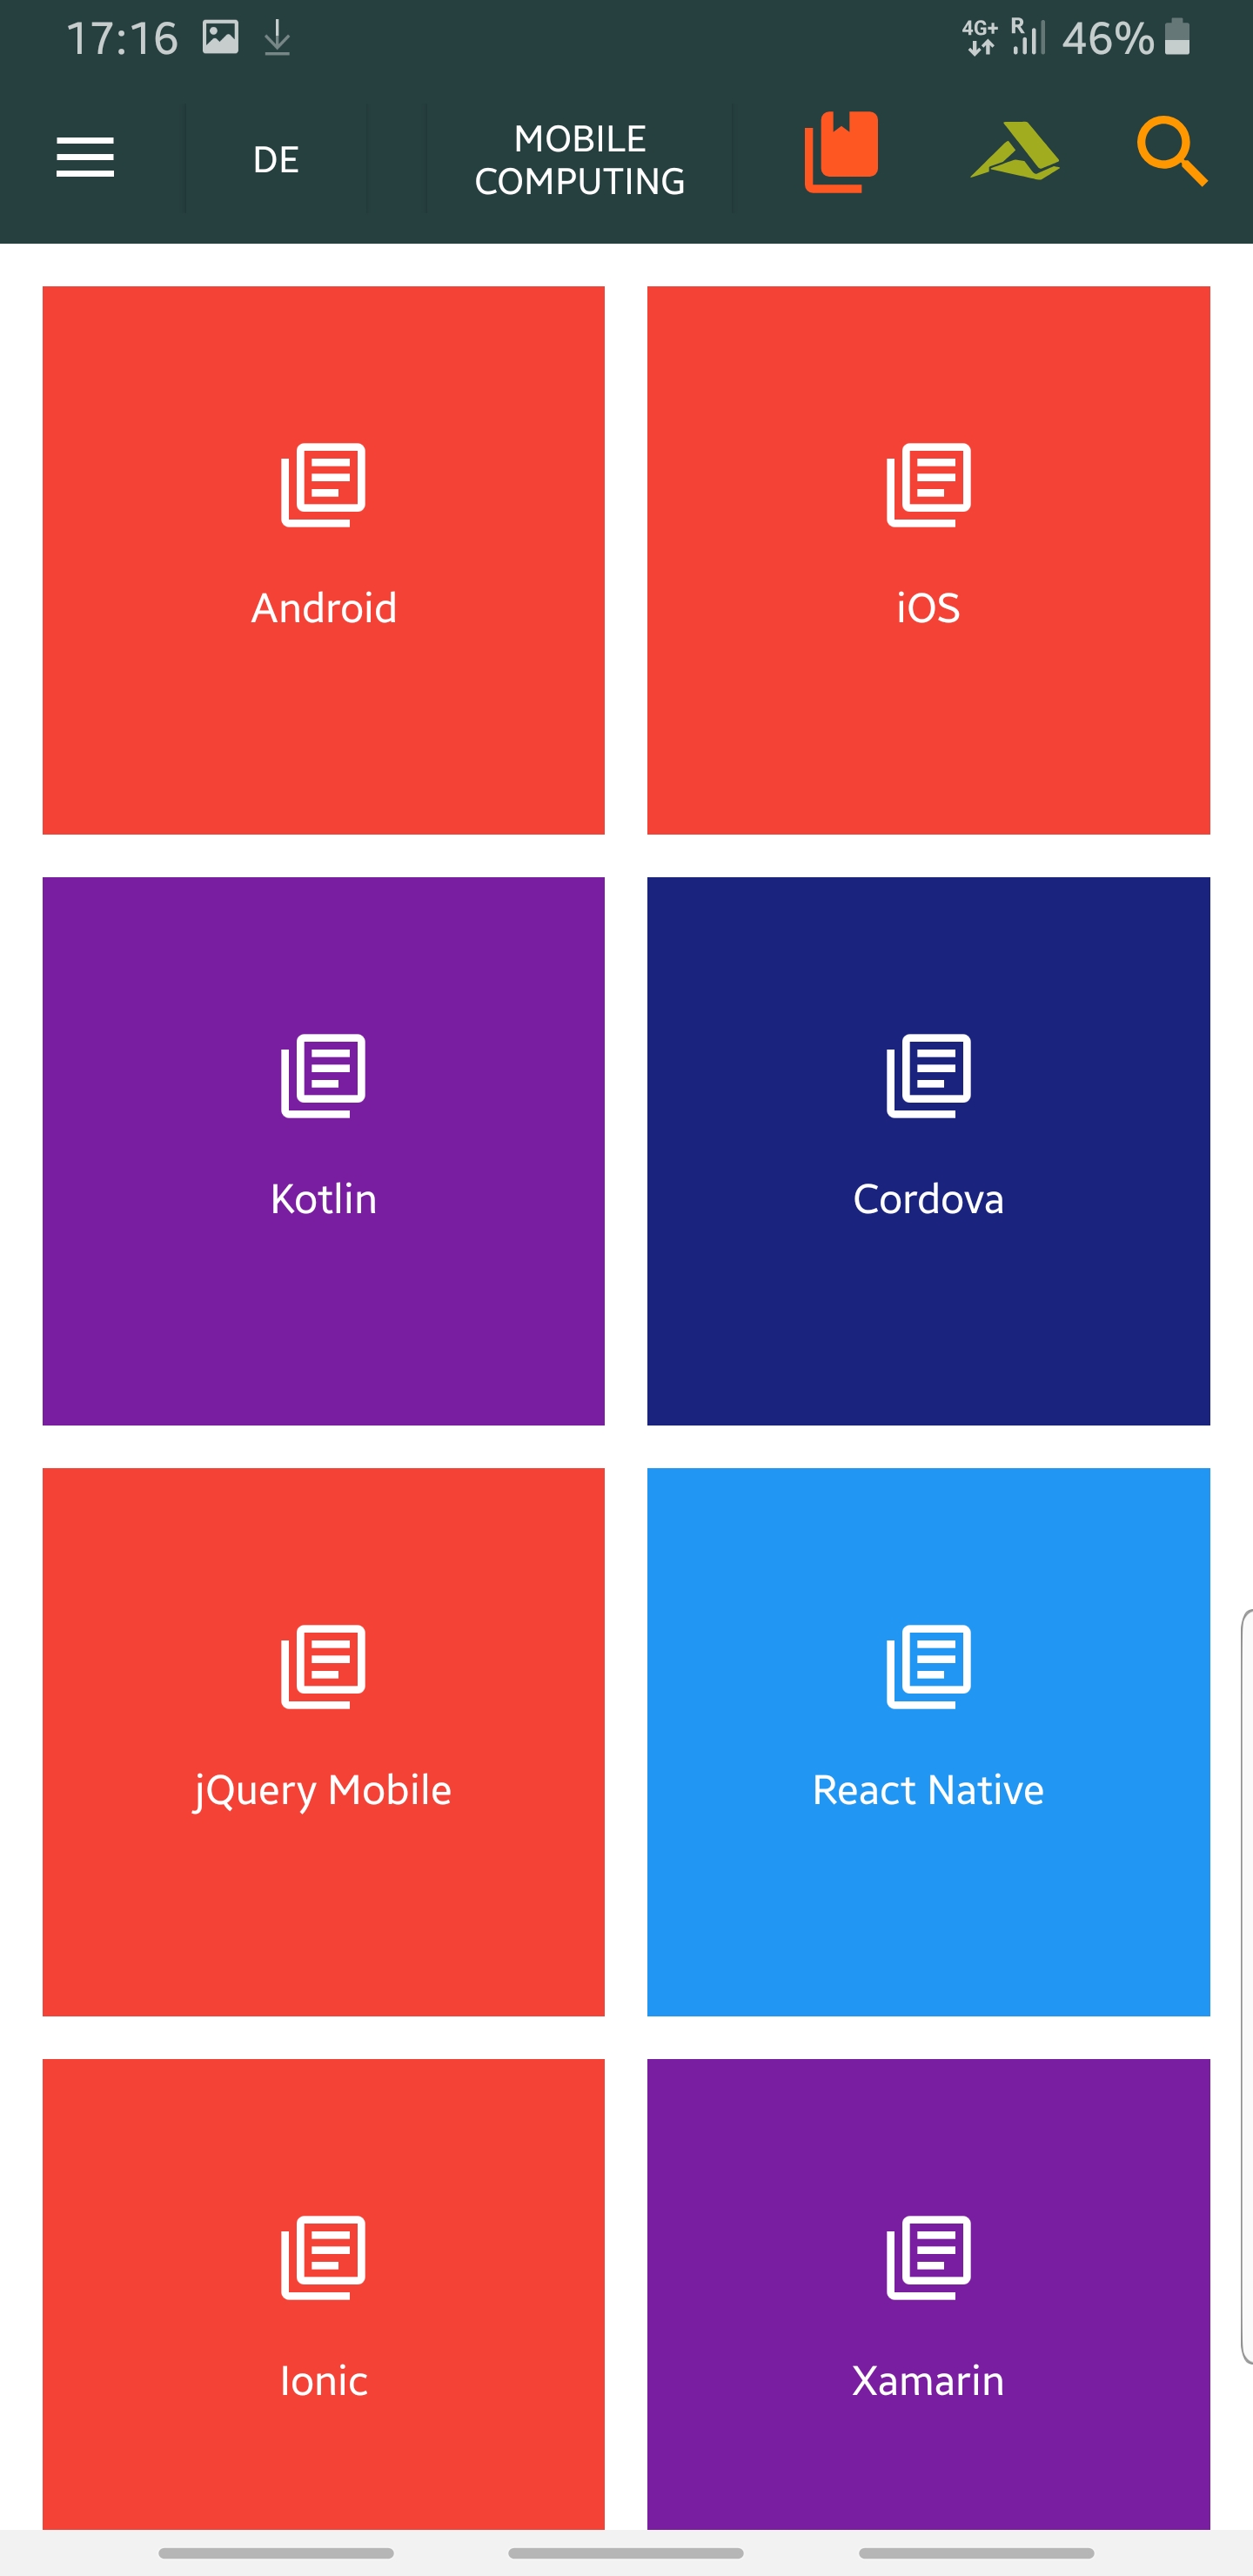 17:16
4G+ R 46%
DE
MOBILE
COMPUTING
Android
iOS
Kotlin
Cordova
jQuery Mobile
React Native
Ionic
Xamarin